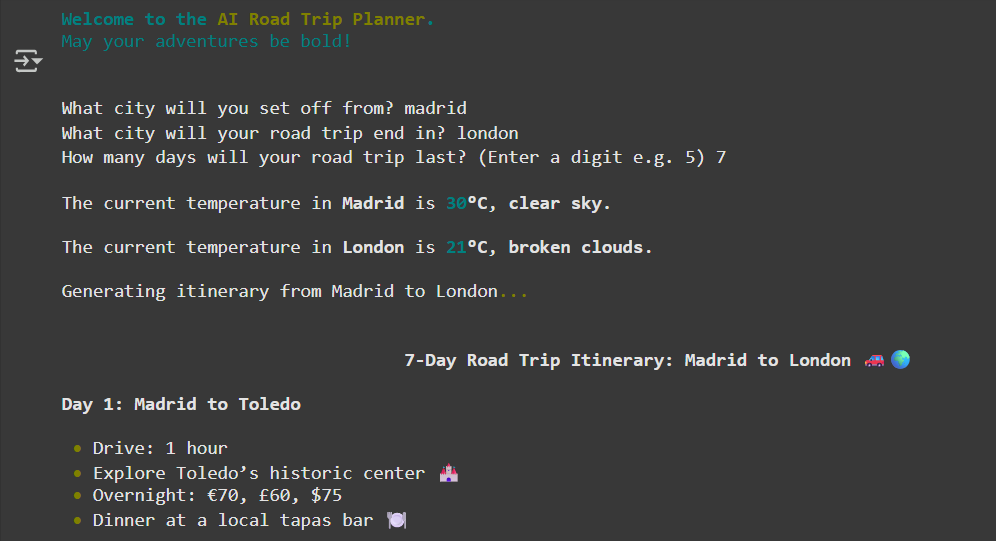 Welcome to the AI Road Trip Planner.
May your adventures be bold!
What city will you set off from? madrid
What city will your road trip end in? london
How many days will your road trip last? (Enter a digit e.g. 5) 7
The current temperature in Madrid is 30°C, clear sky.
The current temperature in London is 21°C, broken clouds.
Generating itinerary from Madrid to London...
7-Day Road Trip Itinerary: Madrid to London 🚗🌍
Day 1: Madrid to Toledo
• Drive: 1 hour
• Explore Toledo’s historic center 🏰
• Overnight: €70, £60, $75
• Dinner at a local tapas bar 🍽️